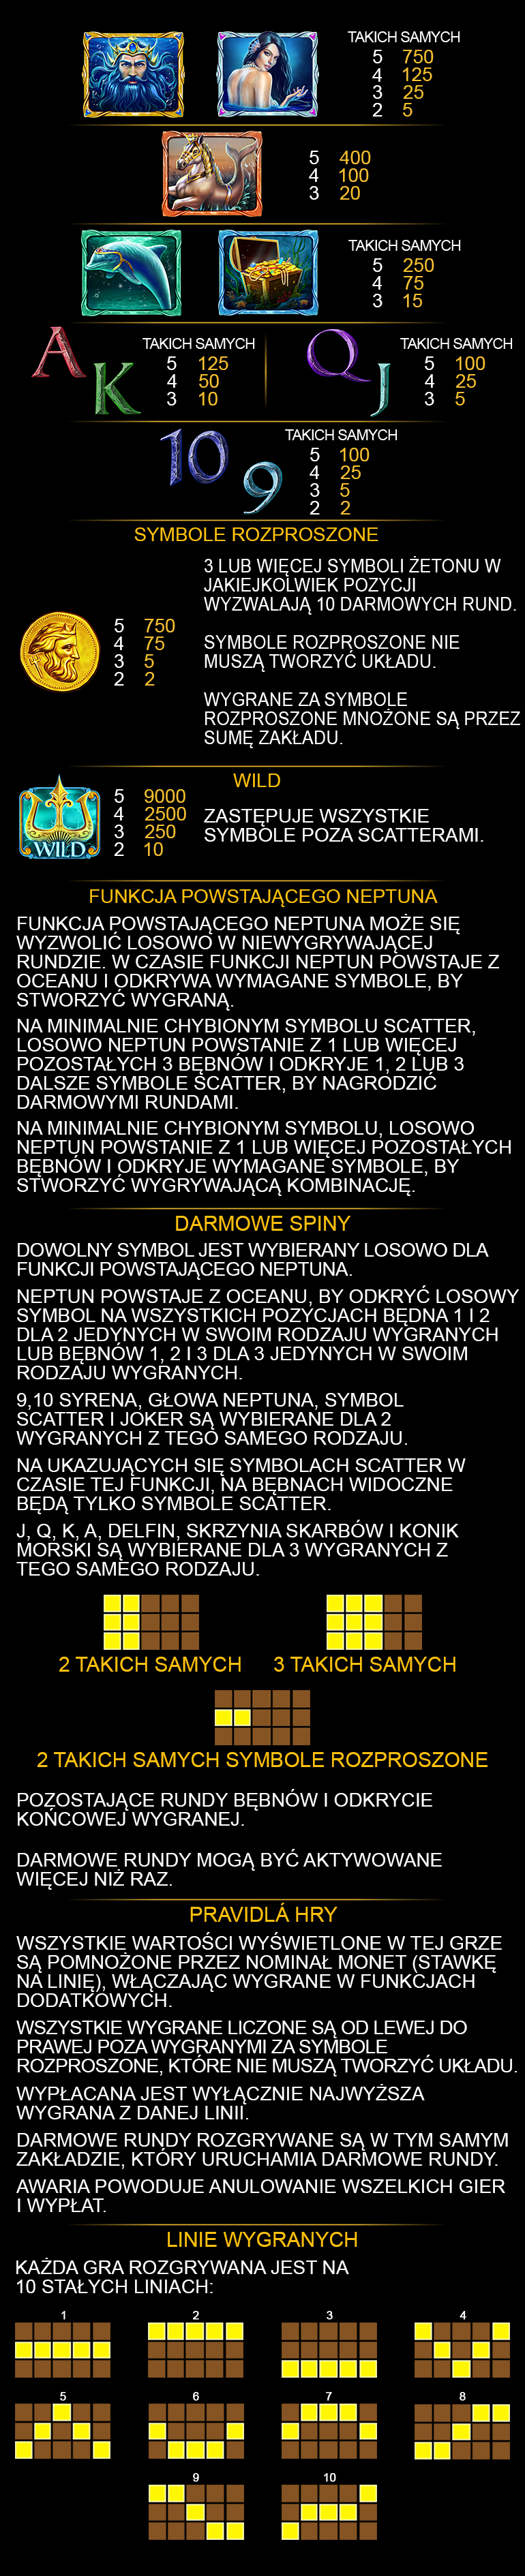 TAKICH SAMYCH
5 750
4 125
3 25
2 5
5 400
4 100
3 20
TAKICH SAMYCH
5 250
4 75
3 15
A K
TAKICH SAMYCH
5 125
4 50
3 10
Q J
TAKICH SAMYCH
5 100
4 25
3 5
10 9
TAKICH SAMYCH
5 100
4 25
3 5
2 2
SYMBOLE ROZPROSZONE
5 750
4 75
3 5
2 2
3 LUB WIĘCEJ SYMBOLI ŻETONU W
JAKIEJKOLWIEK POZYCJI
WYZWALAJĄ 10 DARMOWYCH RUND.
SYMBOLE ROZPROSZONE NIE
MUSZĄ TWORZYĆ UKŁADU.
WYGRANE ZA SYMBOLE
ROZPROSZONE MNOŻONE SĄ PRZEZ
SUMĘ ZAKŁADU.
WILD
WILD
5 9000
4 2500
3 250
2 10
ZASTĘPUJE WSZYSTKIE
SYMBOLE POZA SCATTERAMI.
FUNKCJA POWSTAJĄCEGO NEPTUNA
FUNKCJA POWSTAJĄCEGO NEPTUNA MOŻE SIĘ
WYZWOLIĆ LOSOWO W NIEWYGRYWAJĄCEJ
RUNDZIE. W CZASIE FUNKCJI NEPTUN POWSTAJE Z
OCEANU I ODKRYWA WYMAGANE SYMBOLE, BY
STWORZYĆ WYGRANĄ.
NA MINIMALNIE CHYBIONYM SYMBOLU SCATTER,
LOSOWO NEPTUN POWSTANIE Z 1 LUB WIĘCEJ
POZOSTAŁYCH 3 BĘBNÓW I ODKRYJE 1, 2 LUB 3
DALSZE SYMBOLE SCATTER, BY NAGRODZIĆ
DARMOWYMI RUNDAMI.
NA MINIMALNIE CHYBIONYM SYMBOLU, LOSOWO
NEPTUN POWSTANIE Z 1 LUB WIĘCEJ POZOSTAŁYCH
BĘBNÓW I ODKRYJE WYMAGANE SYMBOLE, BY
STWORZYĆ WYGRYWAJĄCĄ KOMBINACJĘ.
DARMOWE SPINY
DOWOLNY SYMBOL JEST WYBIERANY LOSOWO DLA
FUNKCJI POWSTAJĄCEGO NEPTUNA.
NEPTUN POWSTAJE Z OCEANU, BY ODKRYĆ LOSOWY
SYMBOL NA WSZYSTKICH POZYCJACH BĘDNA 1 I 2
DLA 2 JEDYNYCH W SWOIM RODZAJU WYGRANYCH
LUB BĘBNÓW 1, 2 I 3 DLA 3 JEDYNYCH W SWOIM
RODZAJU WYGRANYCH.
9,10 SYRENA, GŁOWA NEPTUNA, SYMBOL
SCATTER I JOKER SĄ WYBIERANE DLA 2
WYGRANYCH Z TEGO SAMEGO RODZAJU.
NA UKAZUJĄCYCH SIĘ SYMBOLACH SCATTER W
CZASIE TEJ FUNKCJI, NA BĘBNACH WIDOCZNE
BĘDĄ TYLKO SYMBOLE SCATTER.
J, Q, K, A, DELFIN, SKRZYNIA SKARBÓW I KONIK
MORSKI SĄ WYBIERANE DLA 3 WYGRANYCH Z
TEGO SAMEGO RODZAJU.
2 TAKICH SAMYCH
3 TAKICH SAMYCH
2 TAKICH SAMYCH SYMBOLE ROZPROSZONE
POZOSTAJĄCE RUNDY BĘBNÓW I ODKRYCIE
KOŃCOWEJ WYGRANEJ.
DARMOWE RUNDY MOGĄ BYĆ AKTYWOWANE
WIĘCEJ NIŻ RAZ.
PRAVIDLÁ HRY
WSZYSTKIE WARTOŚCI WYŚWIETLONE W TEJ GRZE
SĄ POMNOŻONE PRZEZ NOMINAŁ MONET (STAWKĘ
NA LINIĘ), WŁĄCZAJĄC WYGRANE W FUNKCJACH
DODATKOWYCH.
WSZYSTKIE WYGRANE LICZONE SĄ OD LEWEJ DO
PRAWEJ POZA WYGRANYMI ZA SYMBOLE
ROZPROSZONE, KTÓRE NIE MUSZĄ TWORZYĆ UKŁADU.
WYPŁACANA JEST WYŁĄCZNIE NAJWYŻSZA
WYGRANA Z DANEJ LINII.
DARMOWE RUNDY ROZGRYWANE SĄ W TYM SAMYM
ZAKŁADZIE, KTÓRY URUCHAMIA DARMOWE RUNDY.
AWARIA POWODUJE ANULOWANIE WSZELKICH GIER
I WYPŁAT.
LINIE WYGRANYCH
KAŻDA GRA ROZGRYWANA JEST NA
10 STAŁYCH LINIACH:
1 2 3 4
5 6 7 8
9 10